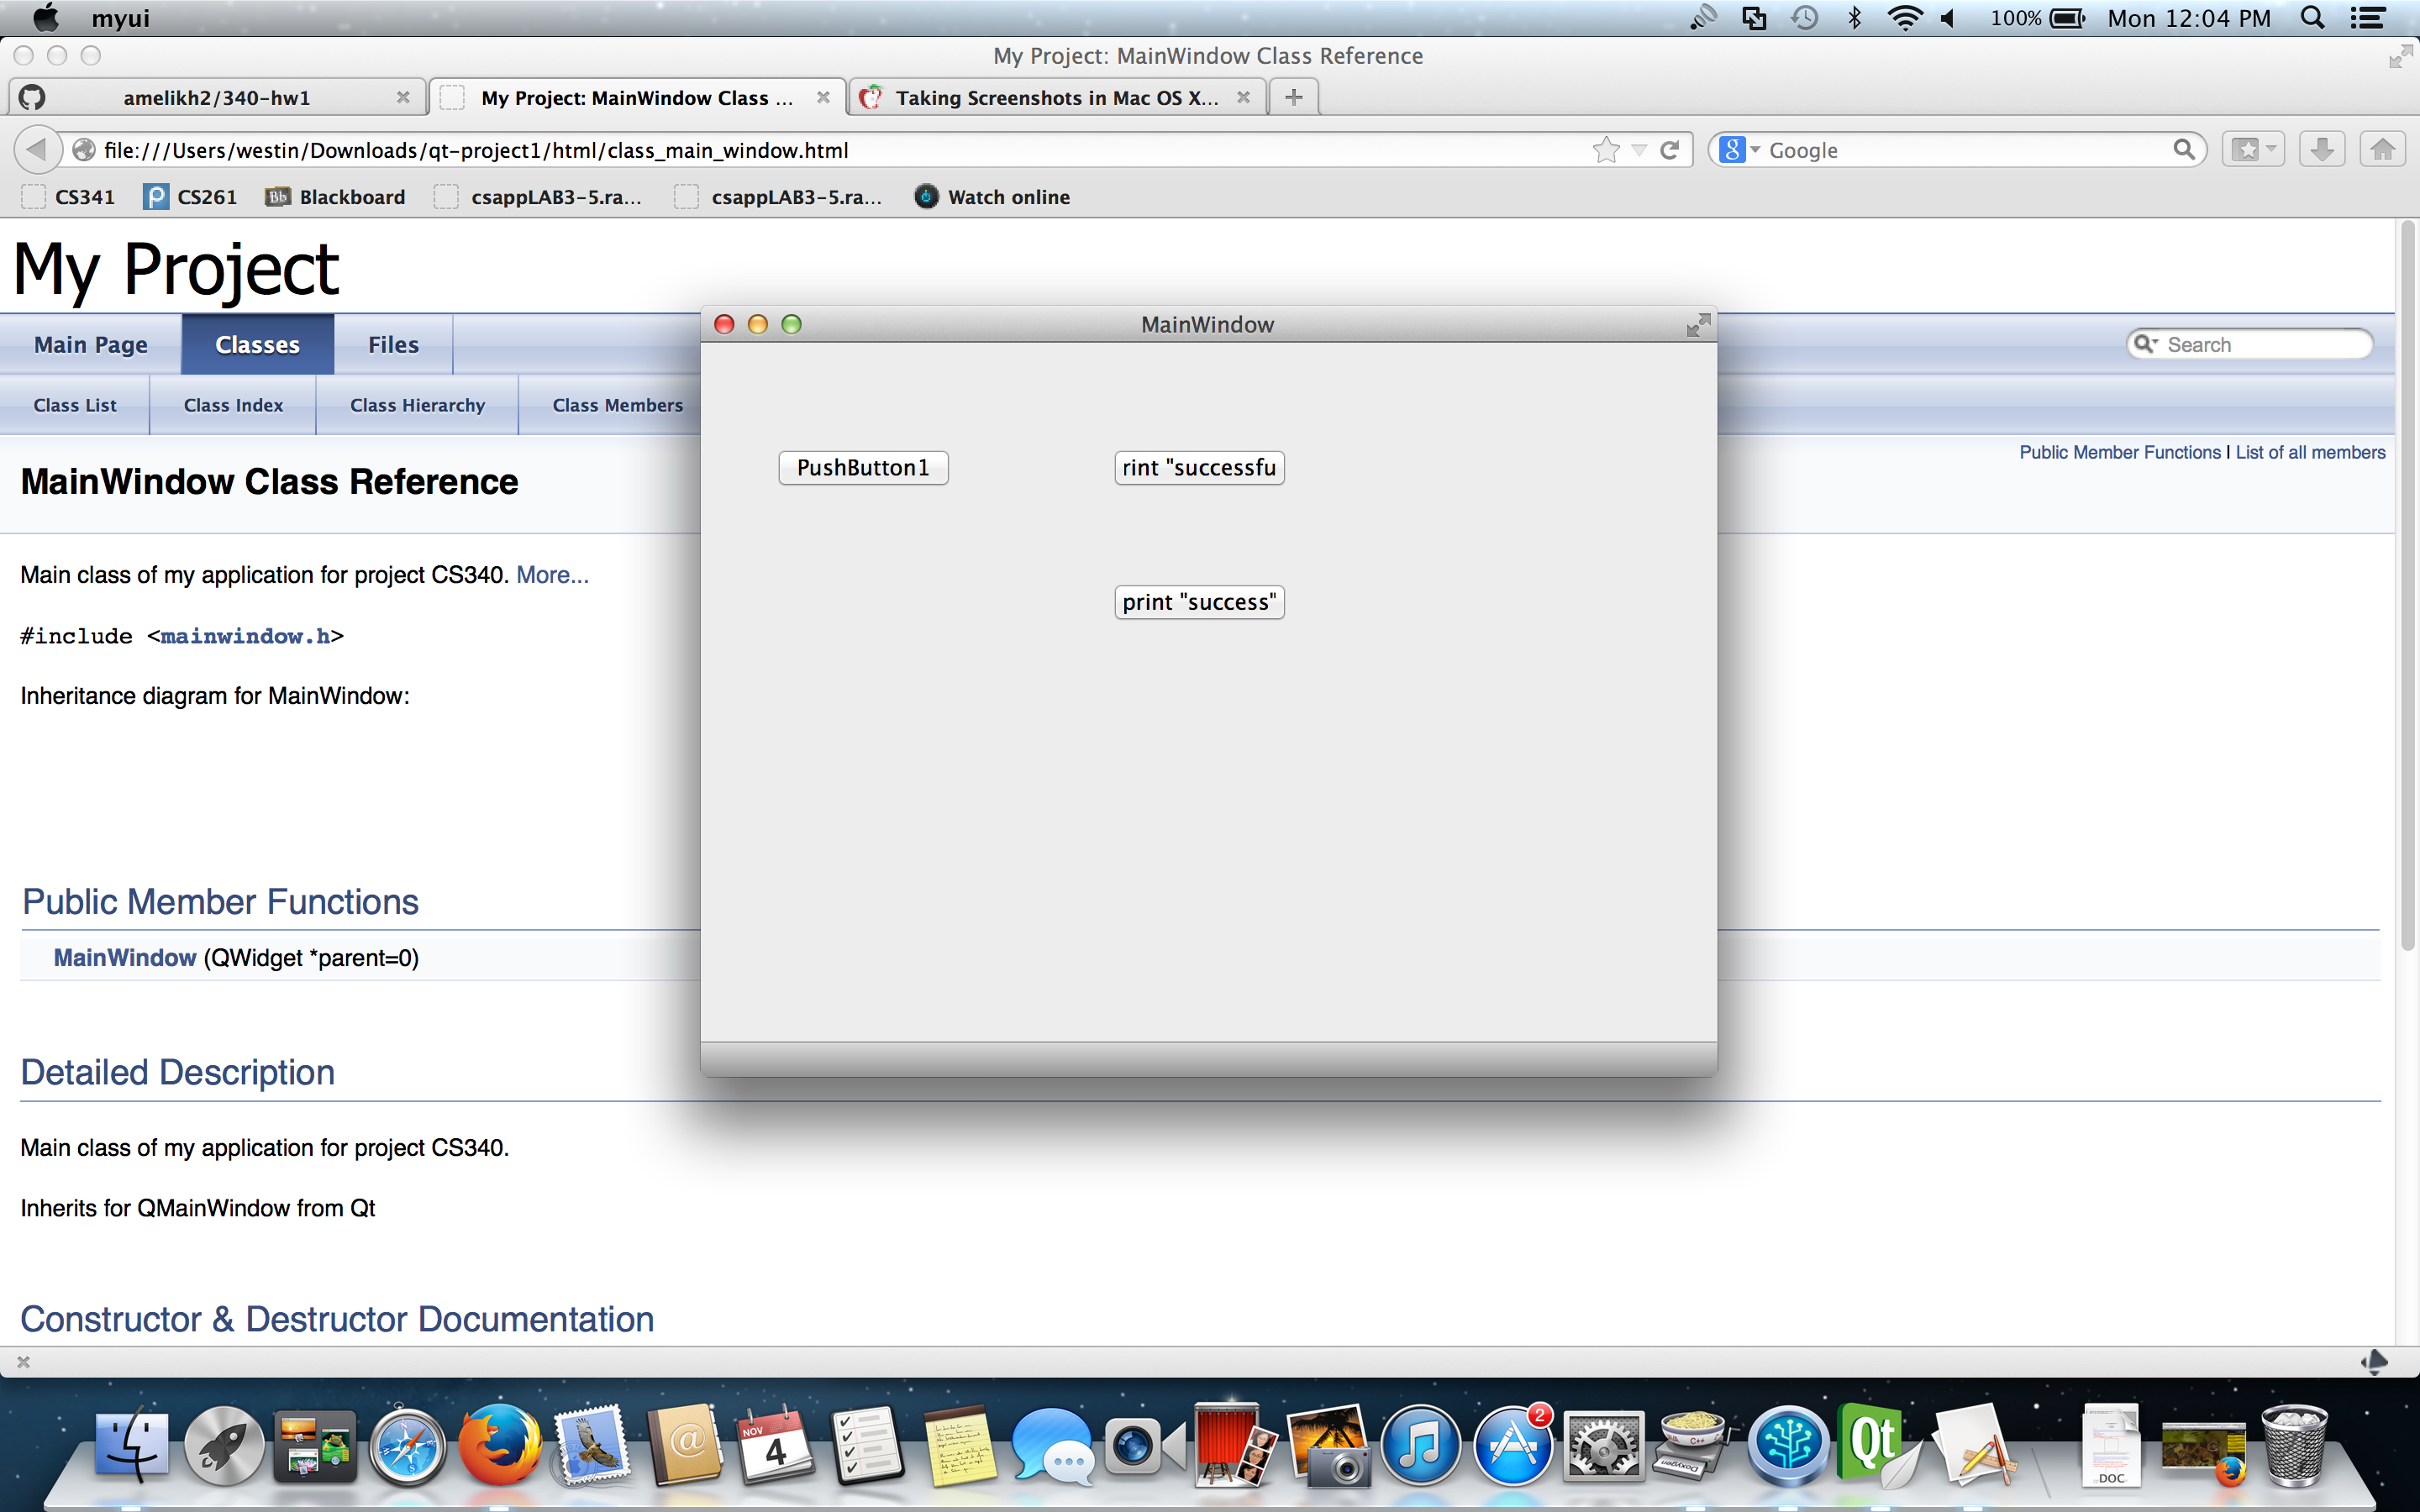 myui
100%
Mon 12:04 PM
My Project: MainWindow Class Reference
amelikh2/340-hw1
My Project: MainWindow Class ...
Taking Screenshots in Mac OS X...
file:///Users/westin/Downloads/qt-project1/html/class_main_window.html
Google
CS341
CS261
Blackboard
csappLAB3-5.ra...
csappLAB3-5.ra...
Watch online
My Project
Main Page
Classes
Files
Search
Class List
Class Index
Class Hierarchy
Class Members
Public Member Functions | List of all members
MainWindow Class Reference
MainWindow
PushButton1
rint "successfu
print "success"
Main class of my application for project CS340. More...
#include <mainwindow.h>
Inheritance diagram for MainWindow:
Public Member Functions
MainWindow (QWidget *parent=0)
Detailed Description
Main class of my application for project CS340.
Inherits for QMainWindow from Qt
Constructor & Destructor Documentation
NOV
4
2
C++
Doxygen
Qt
DOC